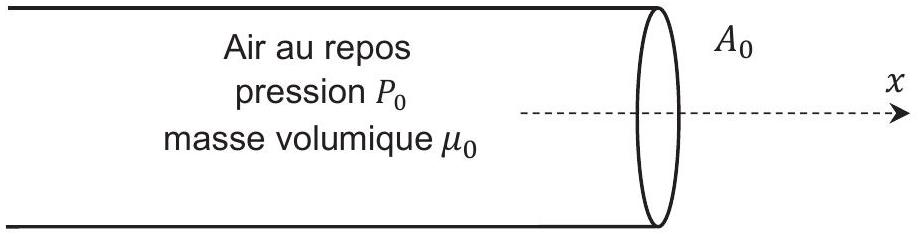 Air au repos
pression P₀
masse volumique μ₀
A₀
x